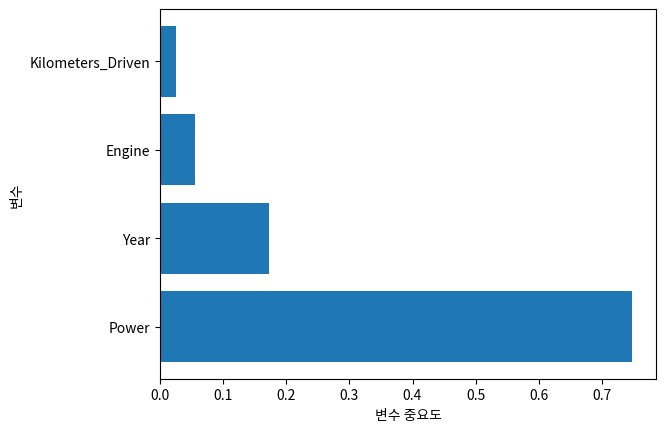 Kilometers_Driven
Engine
변수
Year
Power
0.0 0.1 0.2 0.3 0.4 0.5 0.6 0.7
변수 중요도